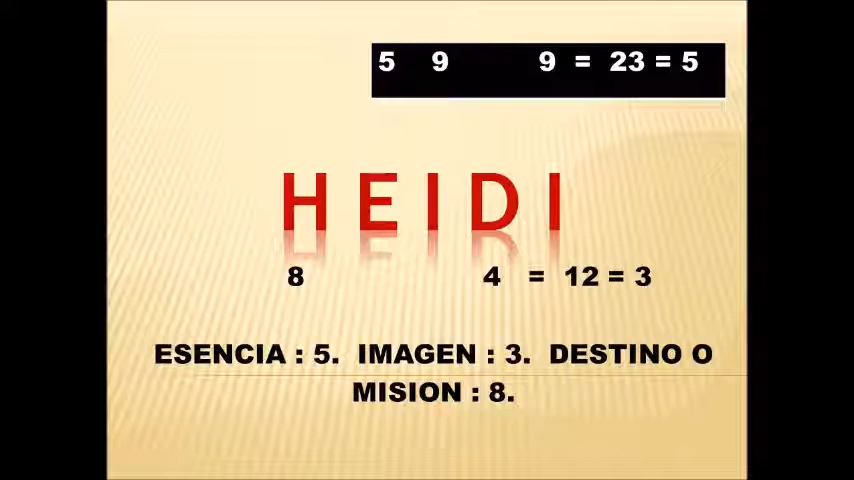 5 9 9 = 23 = 5
HEIDI
8 4 = 12 = 3
ESENCIA : 5. IMAGEN : 3. DESTINO O
MISION : 8.